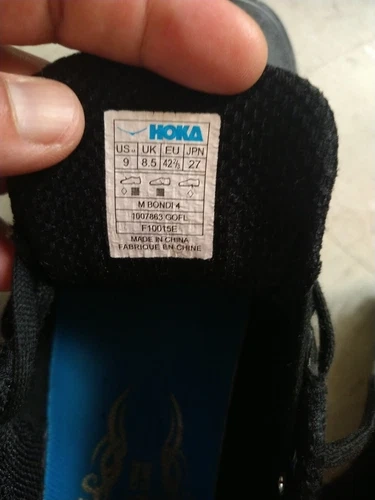 HOKA
US M UK EU JPN
9 8.5 42⅔ 27
M BONDI 4
1007863 GOFL
F10015E
MADE IN CHINA
FABRIQUE EN CHINE